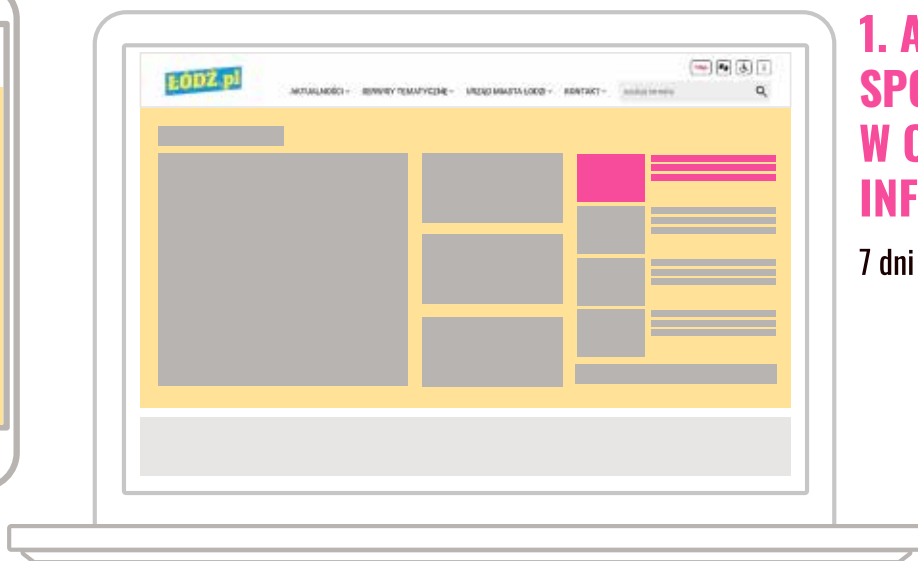 ŁÓDŹ.pl
AKTUALNOŚCI SERWISY TEMATYCZNE URZĄD MIASTA ŁODZI KONTAKT
1. A
SPO
W C
INF
7 dni